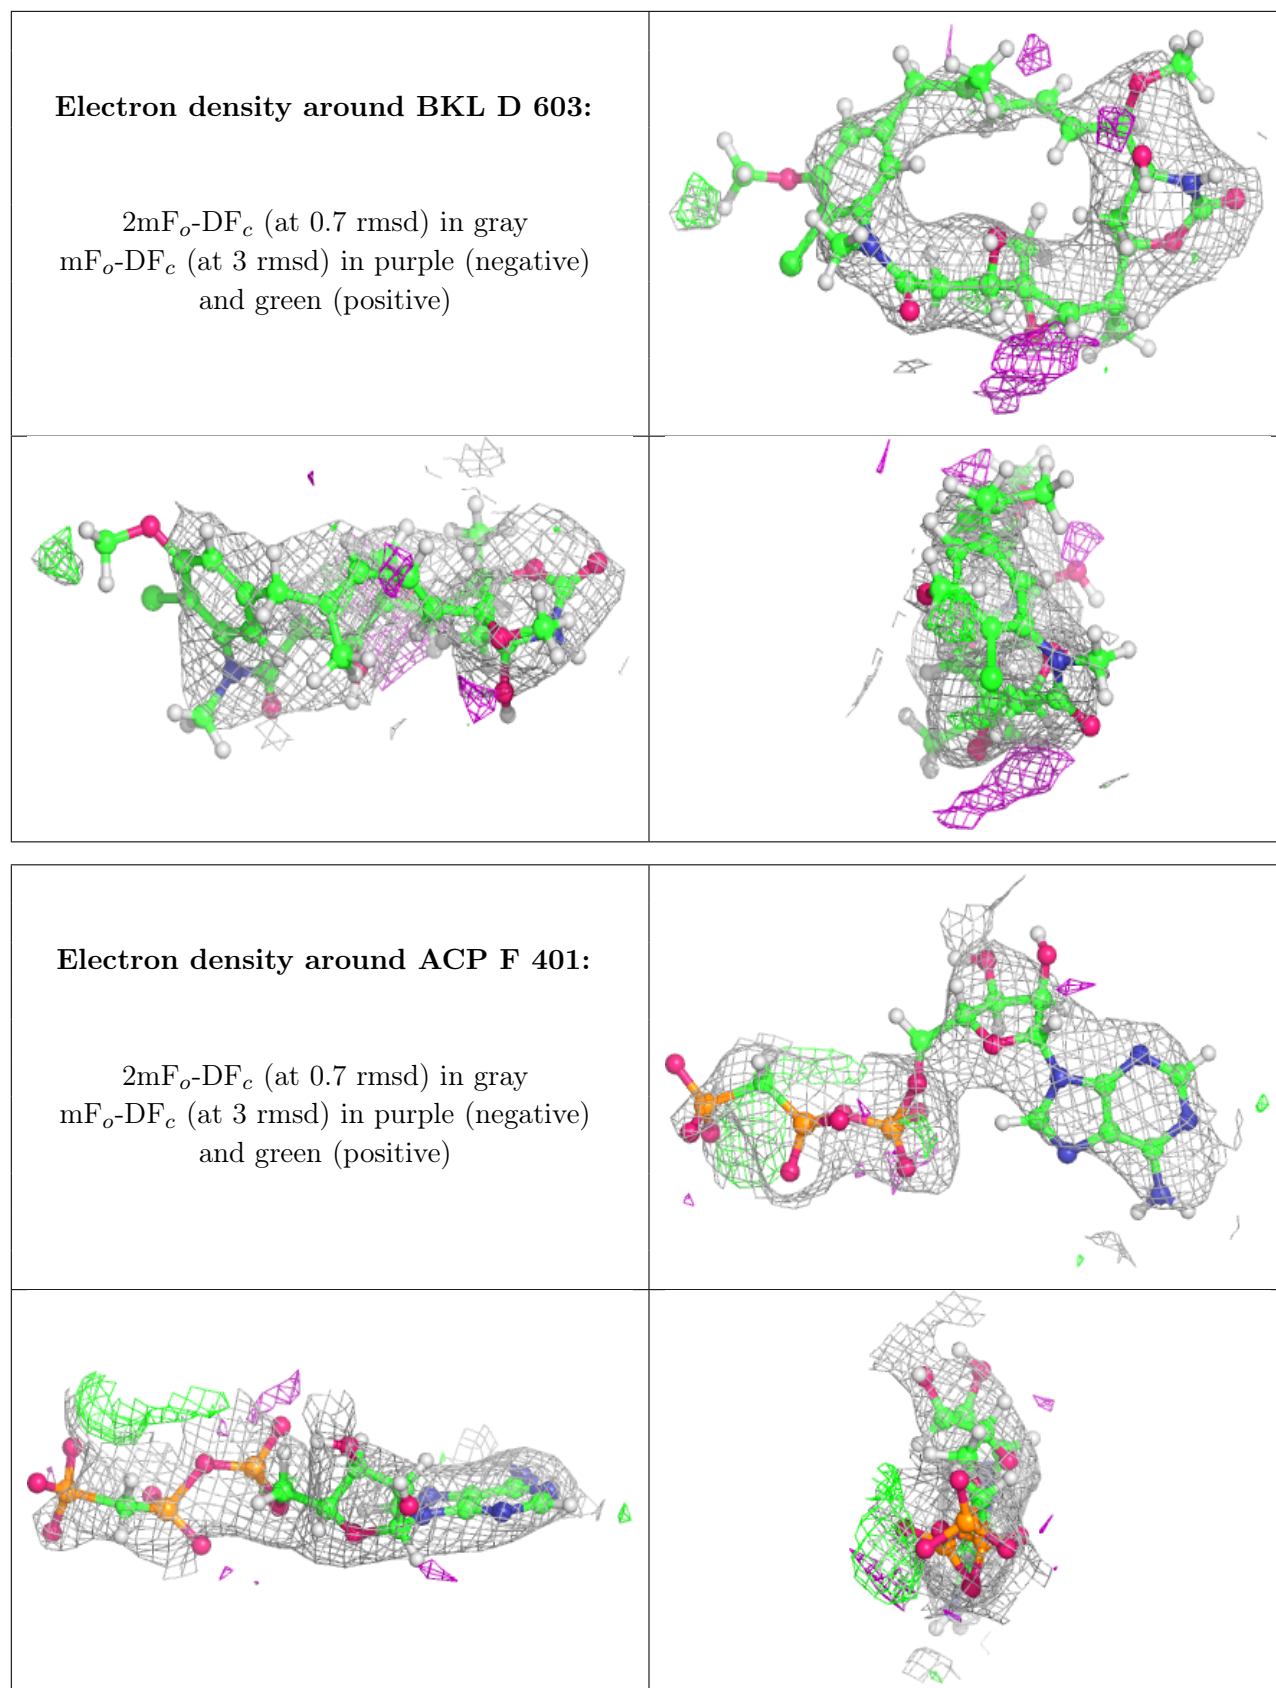 Electron density around BKL D 603:
2mFₒ-DF𝒸 (at 0.7 rmsd) in gray
mFₒ-DF𝒸 (at 3 rmsd) in purple (negative)
and green (positive)
Electron density around ACP F 401:
2mFₒ-DF𝒸 (at 0.7 rmsd) in gray
mFₒ-DF𝒸 (at 3 rmsd) in purple (negative)
and green (positive)